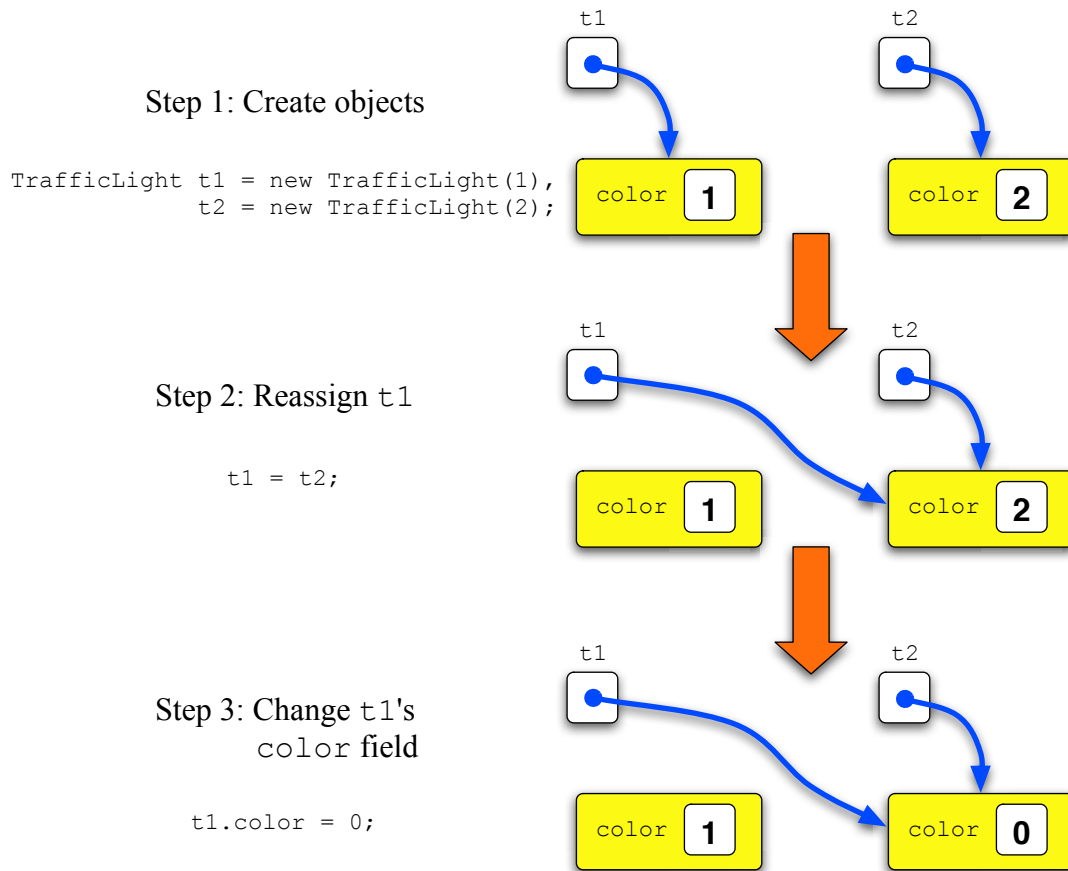 t1 t2
Step 1: Create objects
TrafficLight t1 = new TrafficLight(1),
t2 = new TrafficLight(2);
color 1 color 2
t1 t2
Step 2: Reassign t1
t1 = t2;
color 1 color 2
t1 t2
Step 3: Change t1's
color field
t1.color = 0;
color 1 color 0